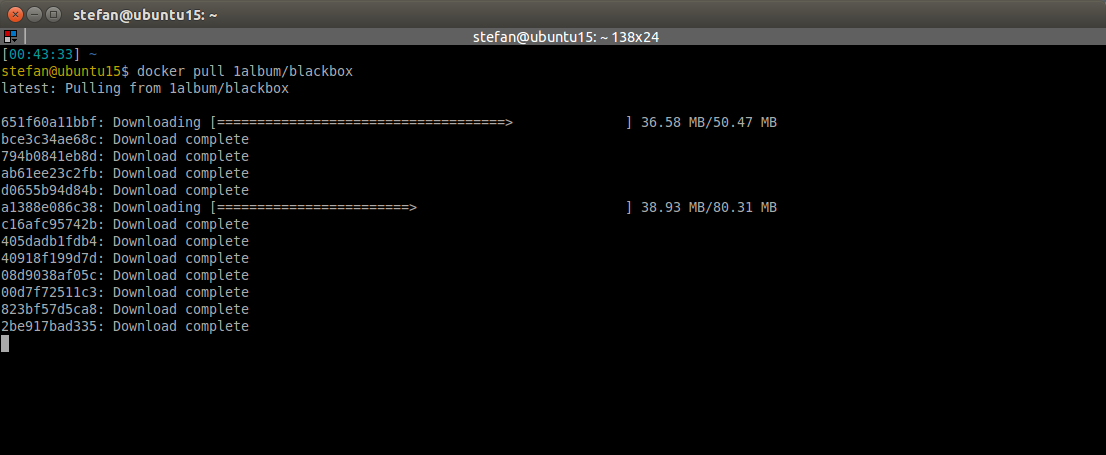 stefan@ubuntu15: ~
stefan@ubuntu15: ~ 138x24
[00:43:33] ~
stefan@ubuntu15$ docker pull 1album/blackbox
latest: Pulling from 1album/blackbox
651f60a11bbf: Downloading [====================================>              ] 36.58 MB/50.47 MB
bce3c34ae68c: Download complete
794b0841eb8d: Download complete
ab61ee23c2fb: Download complete
d0655b94d84b: Download complete
a1388e086c38: Downloading [========================>                          ] 38.93 MB/80.31 MB
c16afc95742b: Download complete
405dadb1fdb4: Download complete
40918f199d7d: Download complete
08d9038af05c: Download complete
00d7f72511c3: Download complete
823bf57d5ca8: Download complete
2be917bad335: Download complete